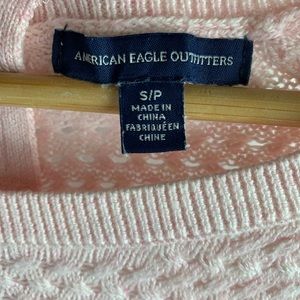 AMERICAN EAGLE OUTFITTERS
S/P
MADE IN
CHINA
FABRIQUÉ EN
CHINE